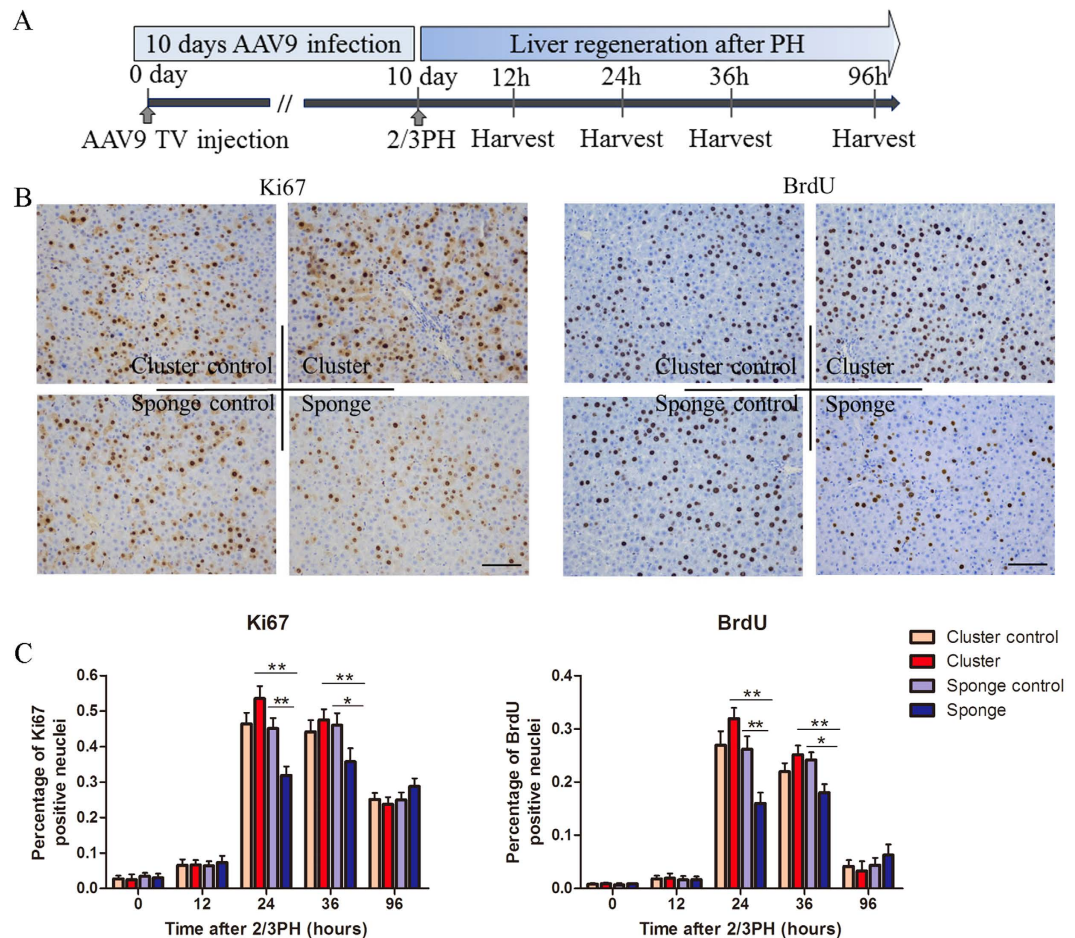 A
10 days AAV9 infection
Liver regeneration after PH
0 day
10 day
12h
24h
36h
96h
//
AAV9 TV injection
2/3PH
Harvest
Harvest
Harvest
Harvest
B
Ki67
BrdU
Cluster control
Cluster
Sponge control
Sponge
Cluster control
Cluster
Sponge control
Sponge
C
Ki67
Percentage of Ki67
positive neuclei
0.6
0.5
0.4
0.3
0.2
0.1
0.0
**
**
**
*
0
12
24
36
96
Time after 2/3PH (hours)
BrdU
Percentage of BrdU
positive neuclei
0.4
0.3
0.2
0.1
0.0
**
**
**
*
0
12
24
36
96
Time after 2/3PH (hours)
Cluster control
Cluster
Sponge control
Sponge